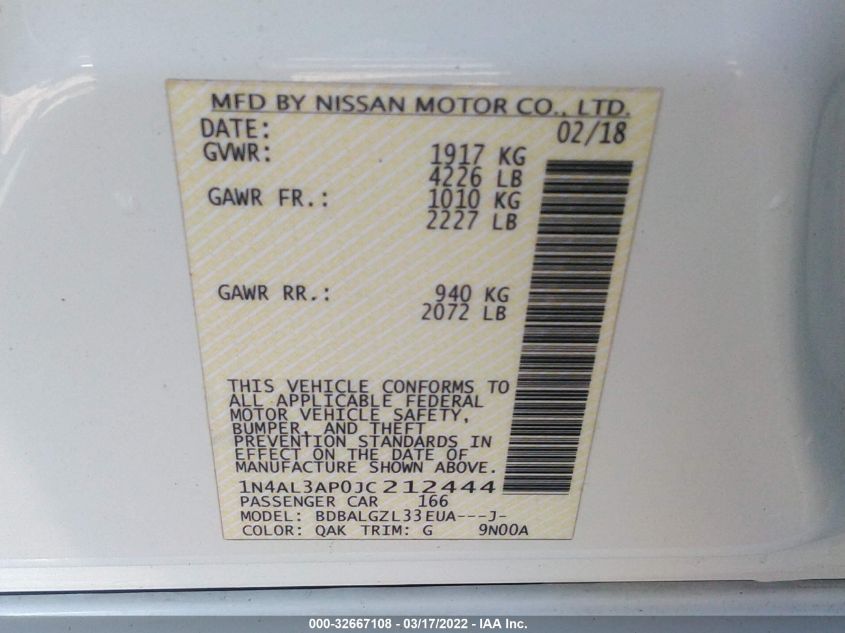 MFD BY NISSAN MOTOR CO., LTD.
DATE: 02/18
GVWR: 1917 KG
4226 LB
GAWR FR.: 1010 KG
2227 LB
GAWR RR.: 940 KG
2072 LB
THIS VEHICLE CONFORMS TO
ALL APPLICABLE FEDERAL
MOTOR VEHICLE SAFETY,
BUMPER, AND THEFT
PREVENTION STANDARDS IN
EFFECT ON THE DATE OF
MANUFACTURE SHOWN ABOVE.
1N4AL3AP0JC212444
PASSENGER CAR 166
MODEL: BDBALGZL33EUA---J-
COLOR: QAK TRIM: G 9N00A
000-32667108 - 03/17/2022 - IAA Inc.